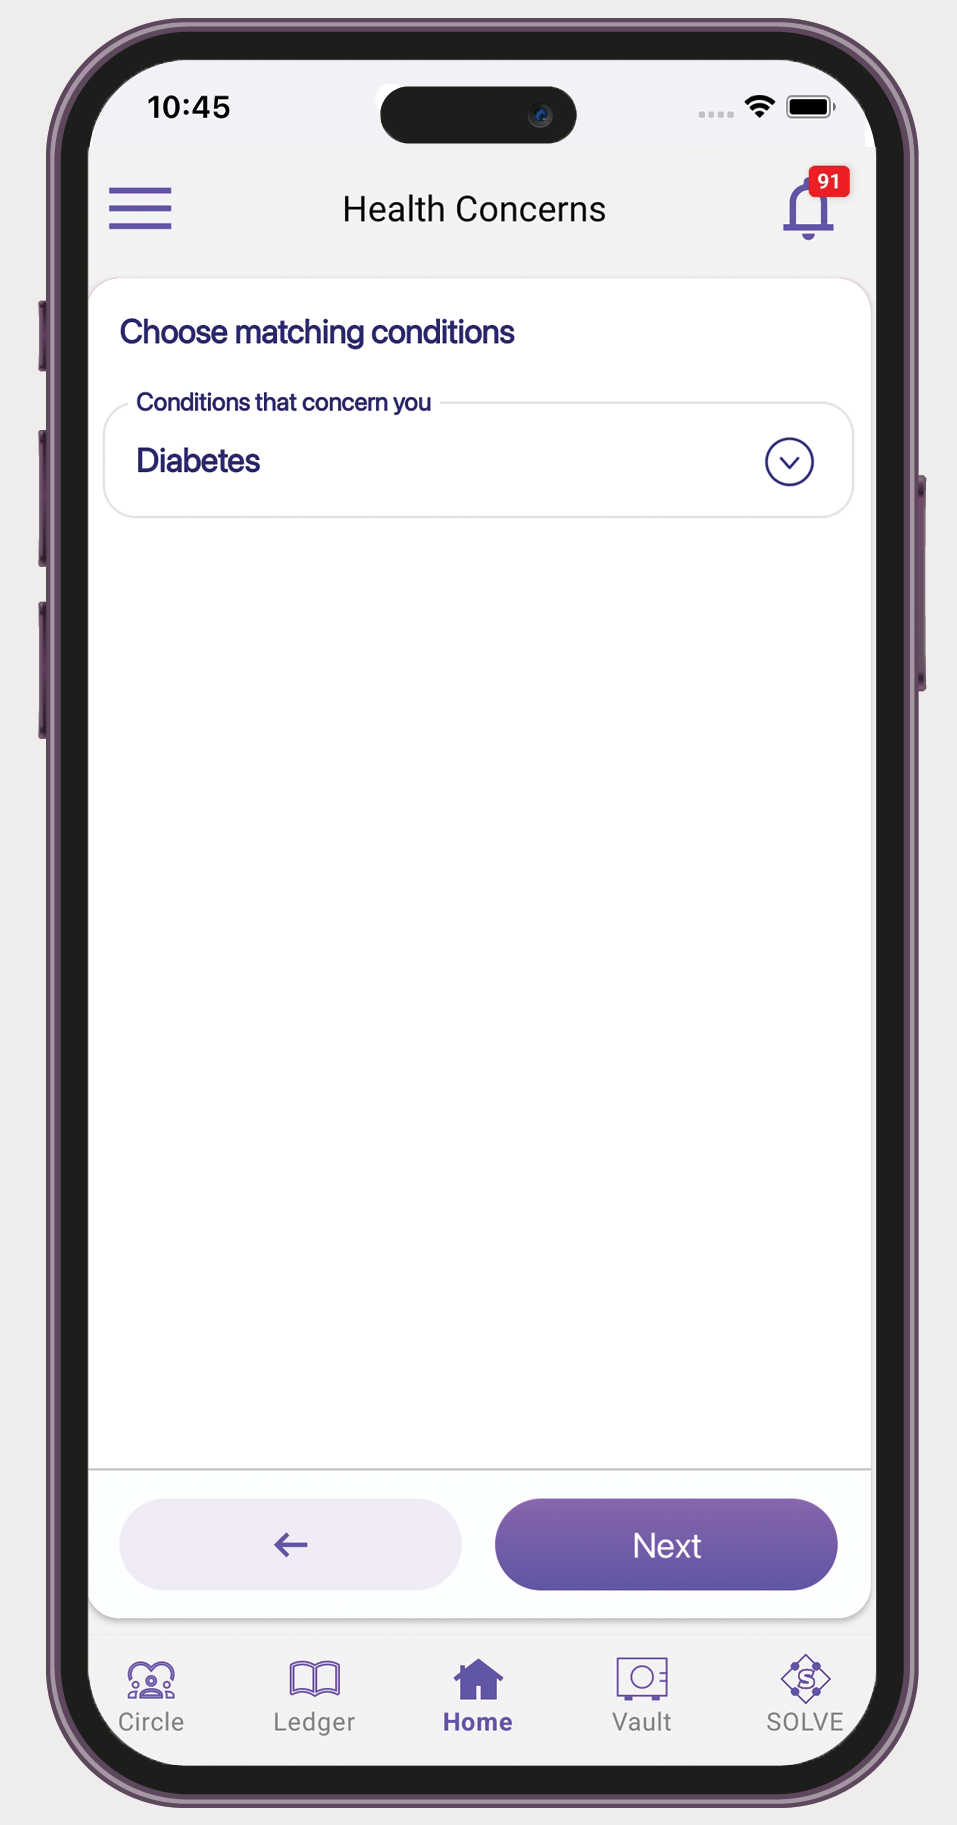 10:45
Health Concerns
91
Choose matching conditions
Conditions that concern you
Diabetes
Next
Circle
Ledger
Home
Vault
S
SOLVE